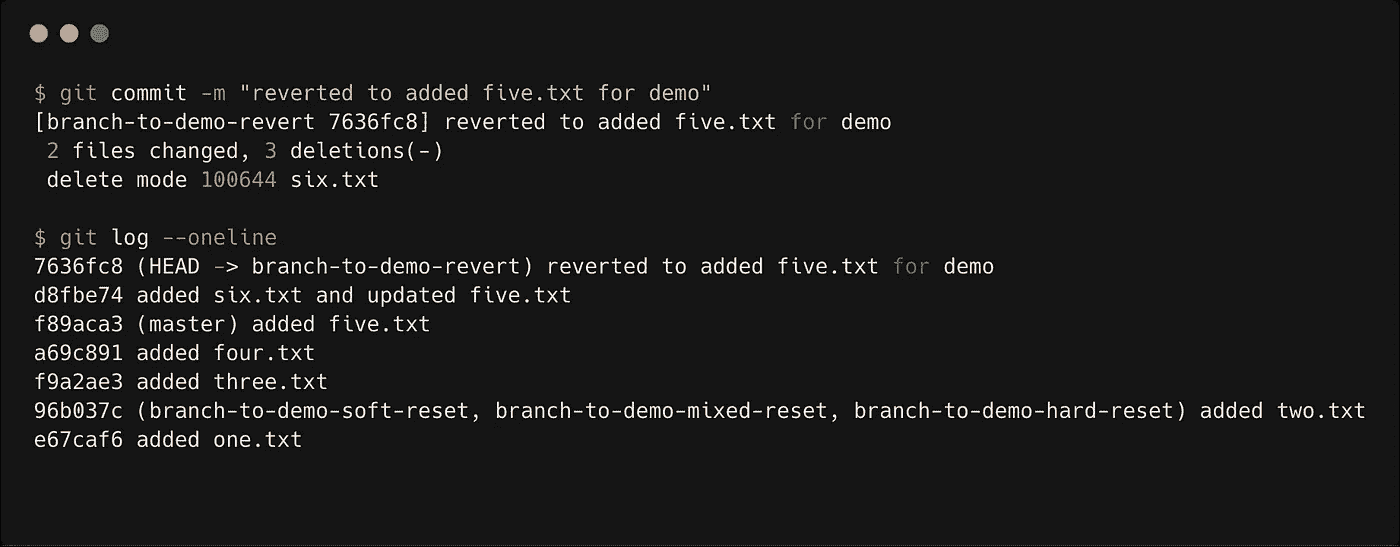 $ git commit -m "reverted to added five.txt for demo"
[branch-to-demo-revert 7636fc8] reverted to added five.txt for demo
 2 files changed, 3 deletions(-)
 delete mode 100644 six.txt
$ git log --oneline
7636fc8 (HEAD -> branch-to-demo-revert) reverted to added five.txt for demo
d8fbe74 added six.txt and updated five.txt
f89aca3 (master) added five.txt
a69c891 added four.txt
f9a2ae3 added three.txt
96b037c (branch-to-demo-soft-reset, branch-to-demo-mixed-reset, branch-to-demo-hard-reset) added two.txt
e67caf6 added one.txt